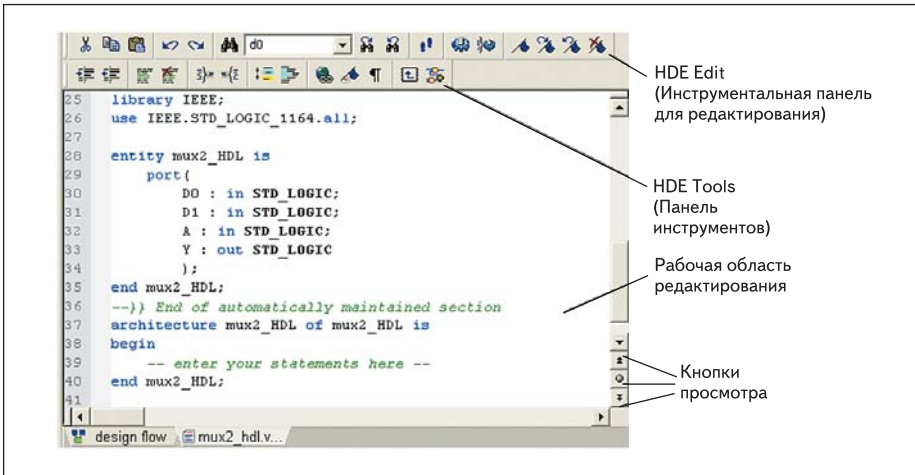 d0
HDE Edit
(Инструментальная панель
для редактирования)
25 library IEEE;
26 use IEEE.STD_LOGIC_1164.all;
27
28 entity mux2_HDL is
29 port(
30 D0 : in STD_LOGIC;
31 D1 : in STD_LOGIC;
32 A : in STD_LOGIC;
33 Y : out STD_LOGIC
34 );
35 end mux2_HDL;
36 --}} End of automatically maintained section
37 architecture mux2_HDL of mux2_HDL is
38 begin
39 -- enter your statements here --
40 end mux2_HDL;
41
HDE Tools
(Панель
инструментов)
Рабочая область
редактирования
Кнопки
просмотра
design flow mux2_hdl.v...